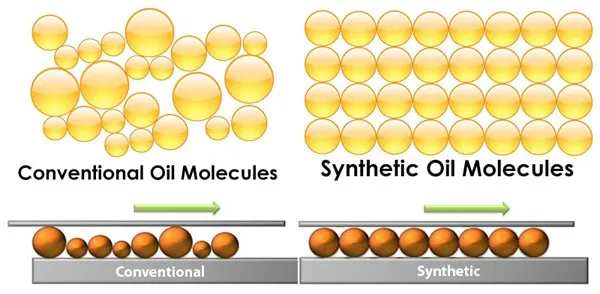 Conventional Oil Molecules
Synthetic Oil Molecules
Conventional
Synthetic